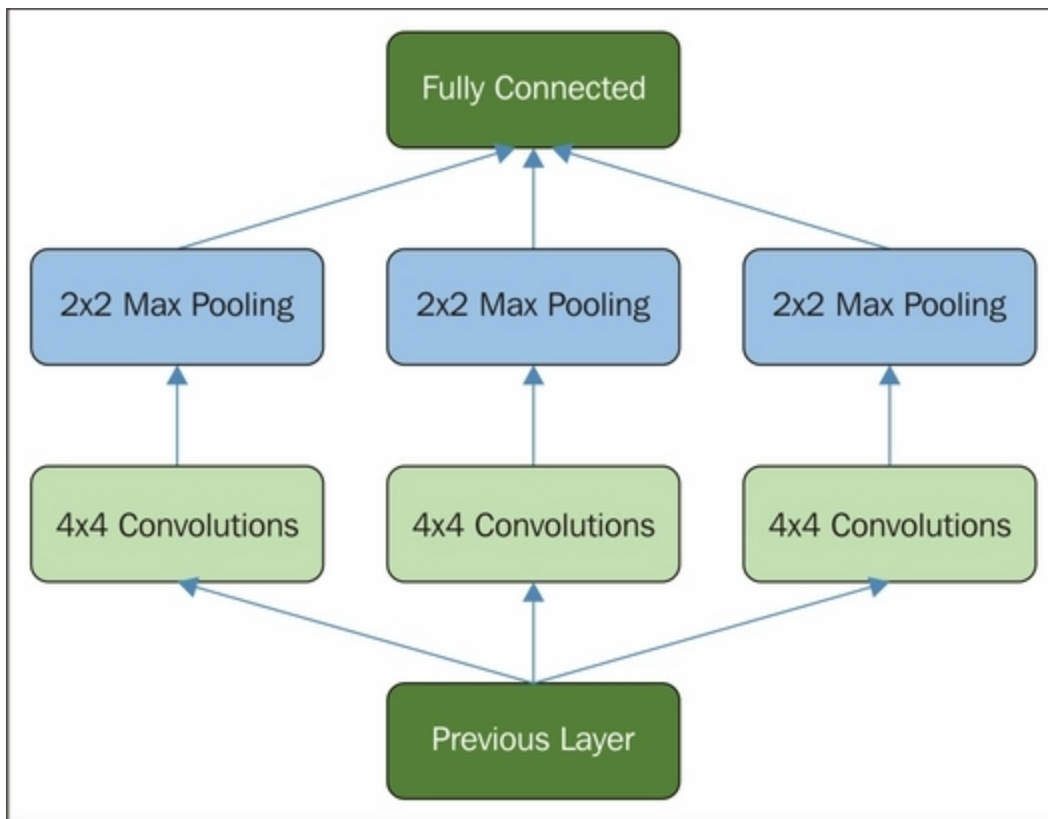 Fully Connected
2x2 Max Pooling
2x2 Max Pooling
2x2 Max Pooling
4x4 Convolutions
4x4 Convolutions
4x4 Convolutions
Previous Layer